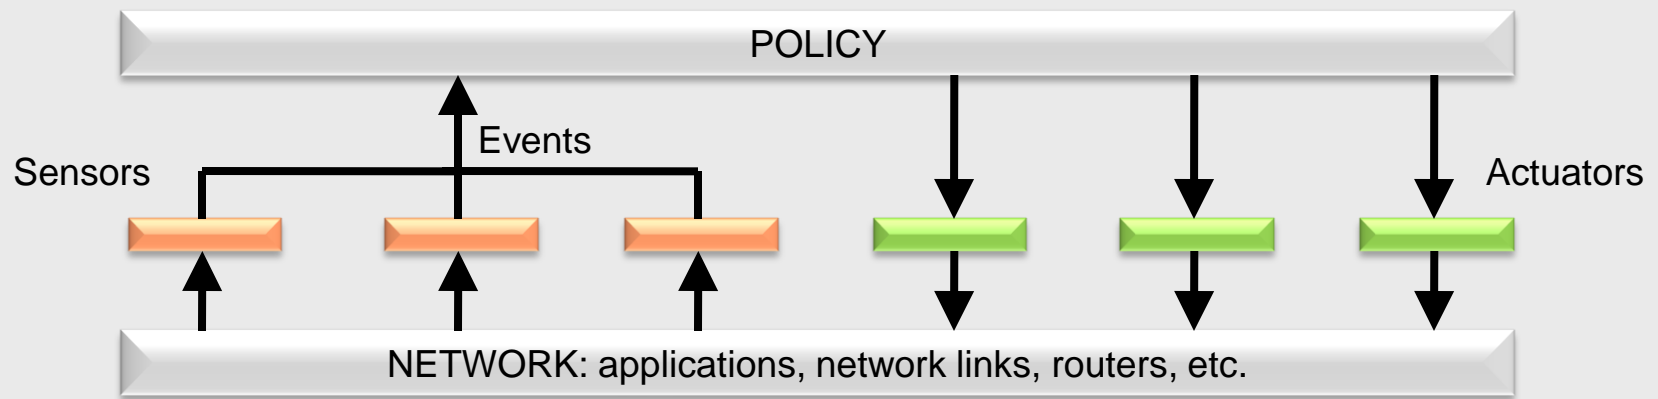 POLICY
Events
Sensors
Actuators
NETWORK: applications, network links, routers, etc.